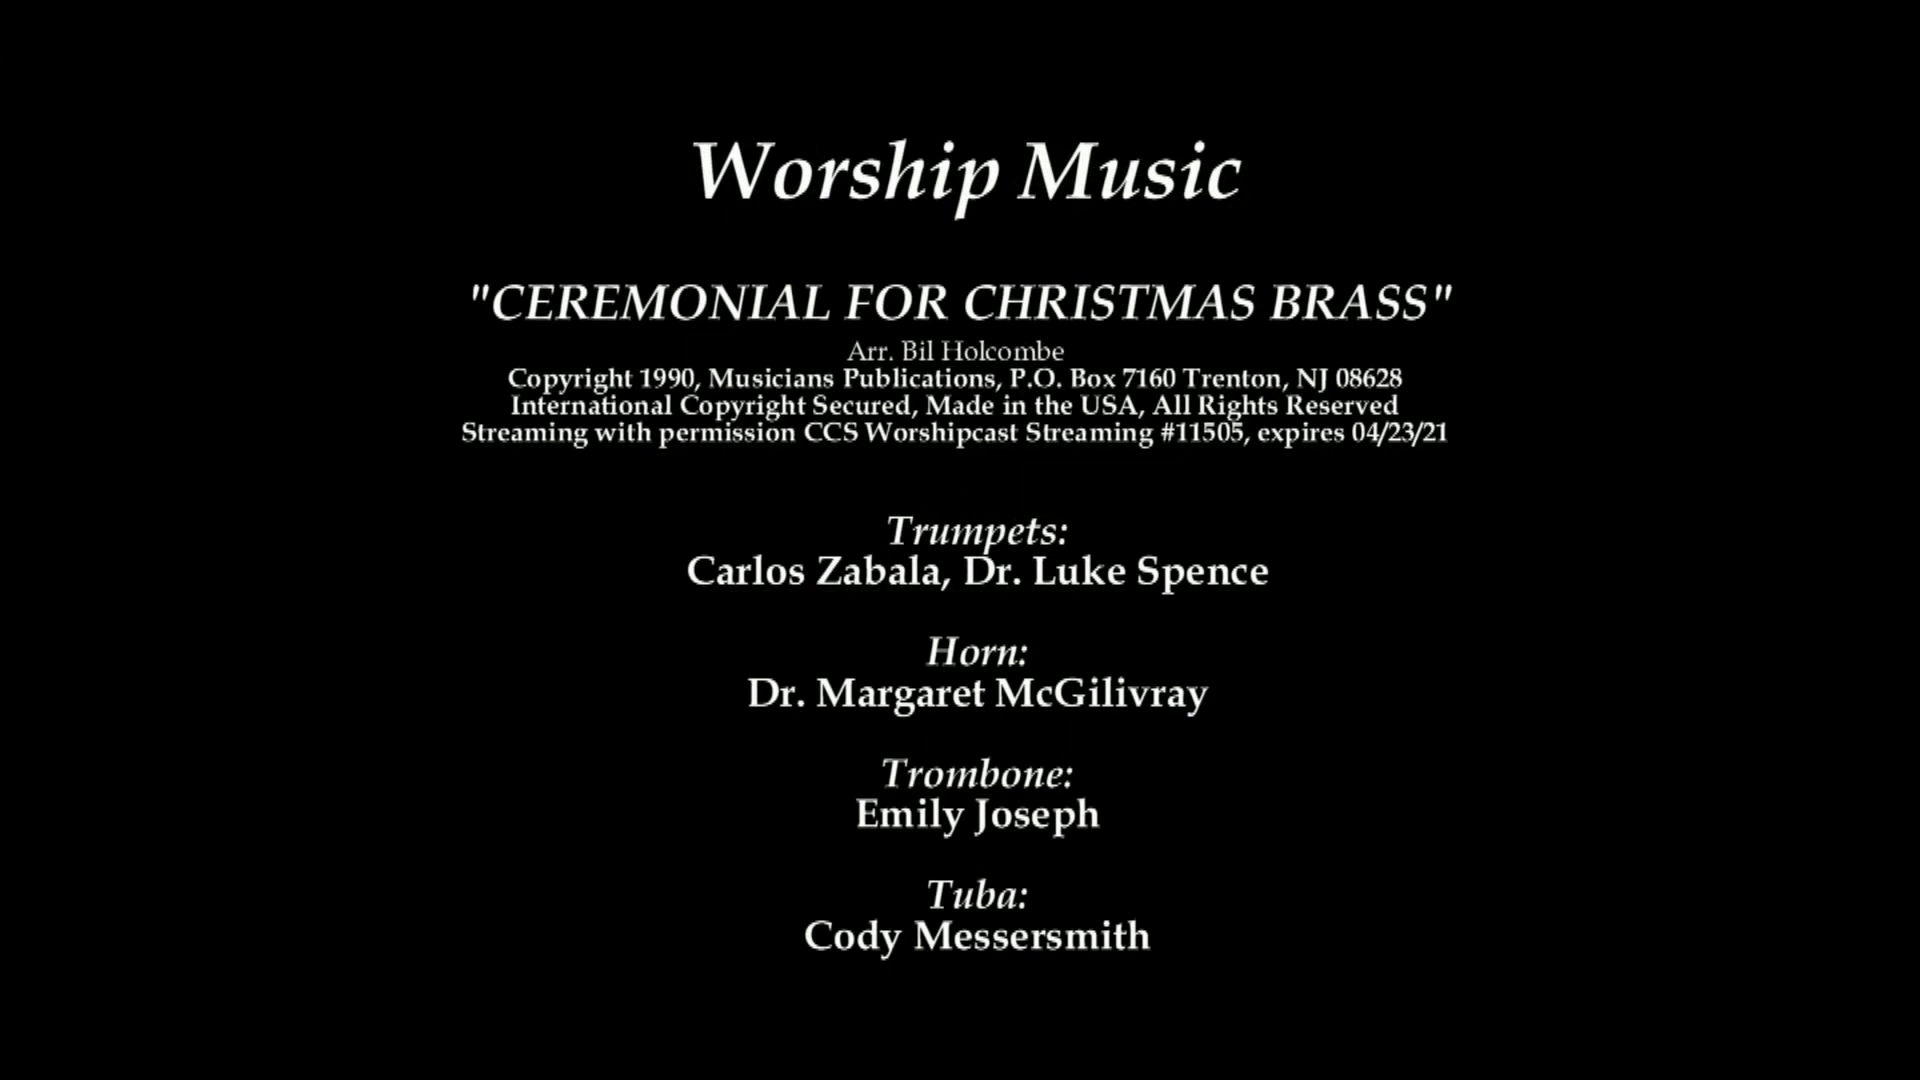 Worship Music
"CEREMONIAL FOR CHRISTMAS BRASS"
Arr. Bil Holcombe
Copyright 1990, Musicians Publications, P.O. Box 7160 Trenton, NJ 08628
International Copyright Secured, Made in the USA, All Rights Reserved
Streaming with permission CCS Worshipcast Streaming #11505, expires 04/23/21
Trumpets:
Carlos Zabala, Dr. Luke Spence
Horn:
Dr. Margaret McGilivray
Trombone:
Emily Joseph
Tuba:
Cody Messersmith